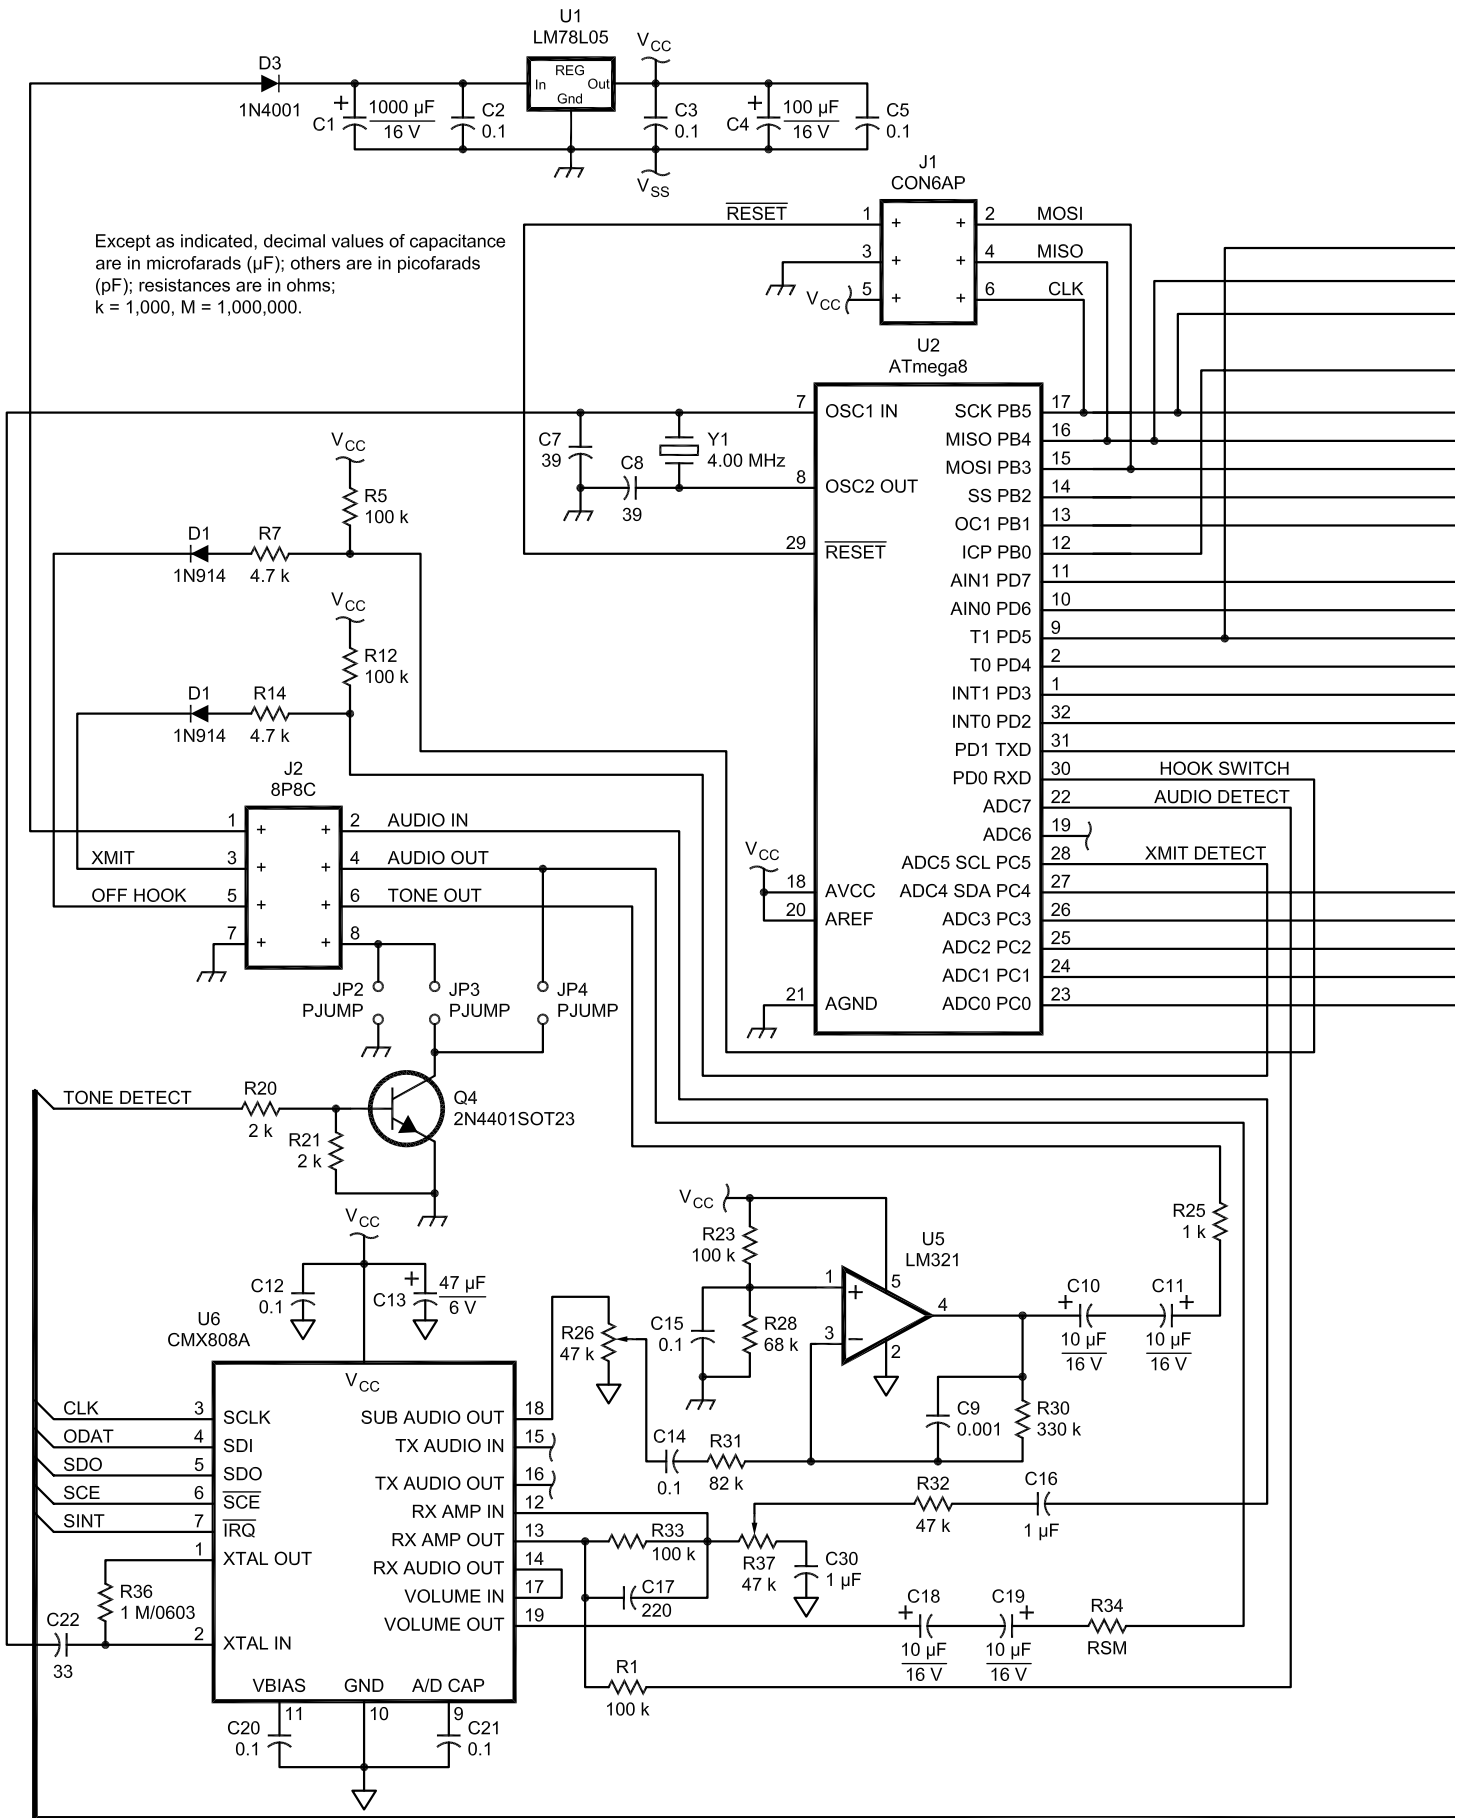 U1
LM78L05
VCC
D3
REG
In
Out
Gnd
1N4001
+
C1
1000 µF
16 V
C2
0.1
C3
0.1
+
C4
100 µF
16 V
C5
0.1
VSS
J1
CON6AP
RESET
1
+
+
2
MOSI
3
+
+
4
MISO
VCC
5
+
+
6
CLK
Except as indicated, decimal values of capacitance
are in microfarads (µF); others are in picofarads
(pF); resistances are in ohms;
k = 1,000, M = 1,000,000.
U2
ATmega8
7
OSC1 IN
8
OSC2 OUT
29
RESET
18
AVCC
20
AREF
21
AGND
VCC
SCK PB5
17
MISO PB4
16
MOSI PB3
15
SS PB2
14
OC1 PB1
13
ICP PB0
12
AIN1 PD7
11
AIN0 PD6
10
T1 PD5
9
T0 PD4
2
INT1 PD3
1
INT0 PD2
32
PD1 TXD
31
PD0 RXD
30
HOOK SWITCH
ADC7
22
AUDIO DETECT
ADC6
19
ADC5 SCL PC5
28
XMIT DETECT
ADC4 SDA PC4
27
ADC3 PC3
26
ADC2 PC2
25
ADC1 PC1
24
ADC0 PC0
23
C7
39
C8
39
Y1
4.00 MHz
VCC
R5
100 k
D1
1N914
R7
4.7 k
VCC
R12
100 k
D1
1N914
R14
4.7 k
J2
8P8C
1
+
+
2
AUDIO IN
XMIT
3
+
+
4
AUDIO OUT
OFF HOOK
5
+
+
6
TONE OUT
7
+
+
8
JP2
PJUMP
JP3
PJUMP
JP4
PJUMP
TONE DETECT
R20
2 k
R21
2 k
Q4
2N4401SOT23
VCC
C12
0.1
+
C13
47 µF
6 V
U6
CMX808A
VCC
CLK
3
SCLK
ODAT
4
SDI
SDO
5
SDO
SCE
6
SCE
SINT
7
IRQ
1
XTAL OUT
2
XTAL IN
R36
1 M/0603
C22
33
SUB AUDIO OUT
18
TX AUDIO IN
15
TX AUDIO OUT
16
RX AMP IN
12
RX AMP OUT
13
RX AUDIO OUT
14
VOLUME IN
17
VOLUME OUT
19
VBIAS
GND
A/D CAP
11
10
9
C20
0.1
C21
0.1
VCC
R23
100 k
U5
LM321
1
+
5
4
3
−
2
C15
0.1
R28
68 k
R26
47 k
R25
1 k
+
C10
10 µF
16 V
C11
+
10 µF
16 V
C9
0.001
R30
330 k
C14
0.1
R31
82 k
R32
47 k
C16
1 µF
R33
100 k
R37
47 k
C30
1 µF
C17
220
+
C18
10 µF
16 V
C19
+
10 µF
16 V
R34
RSM
R1
100 k